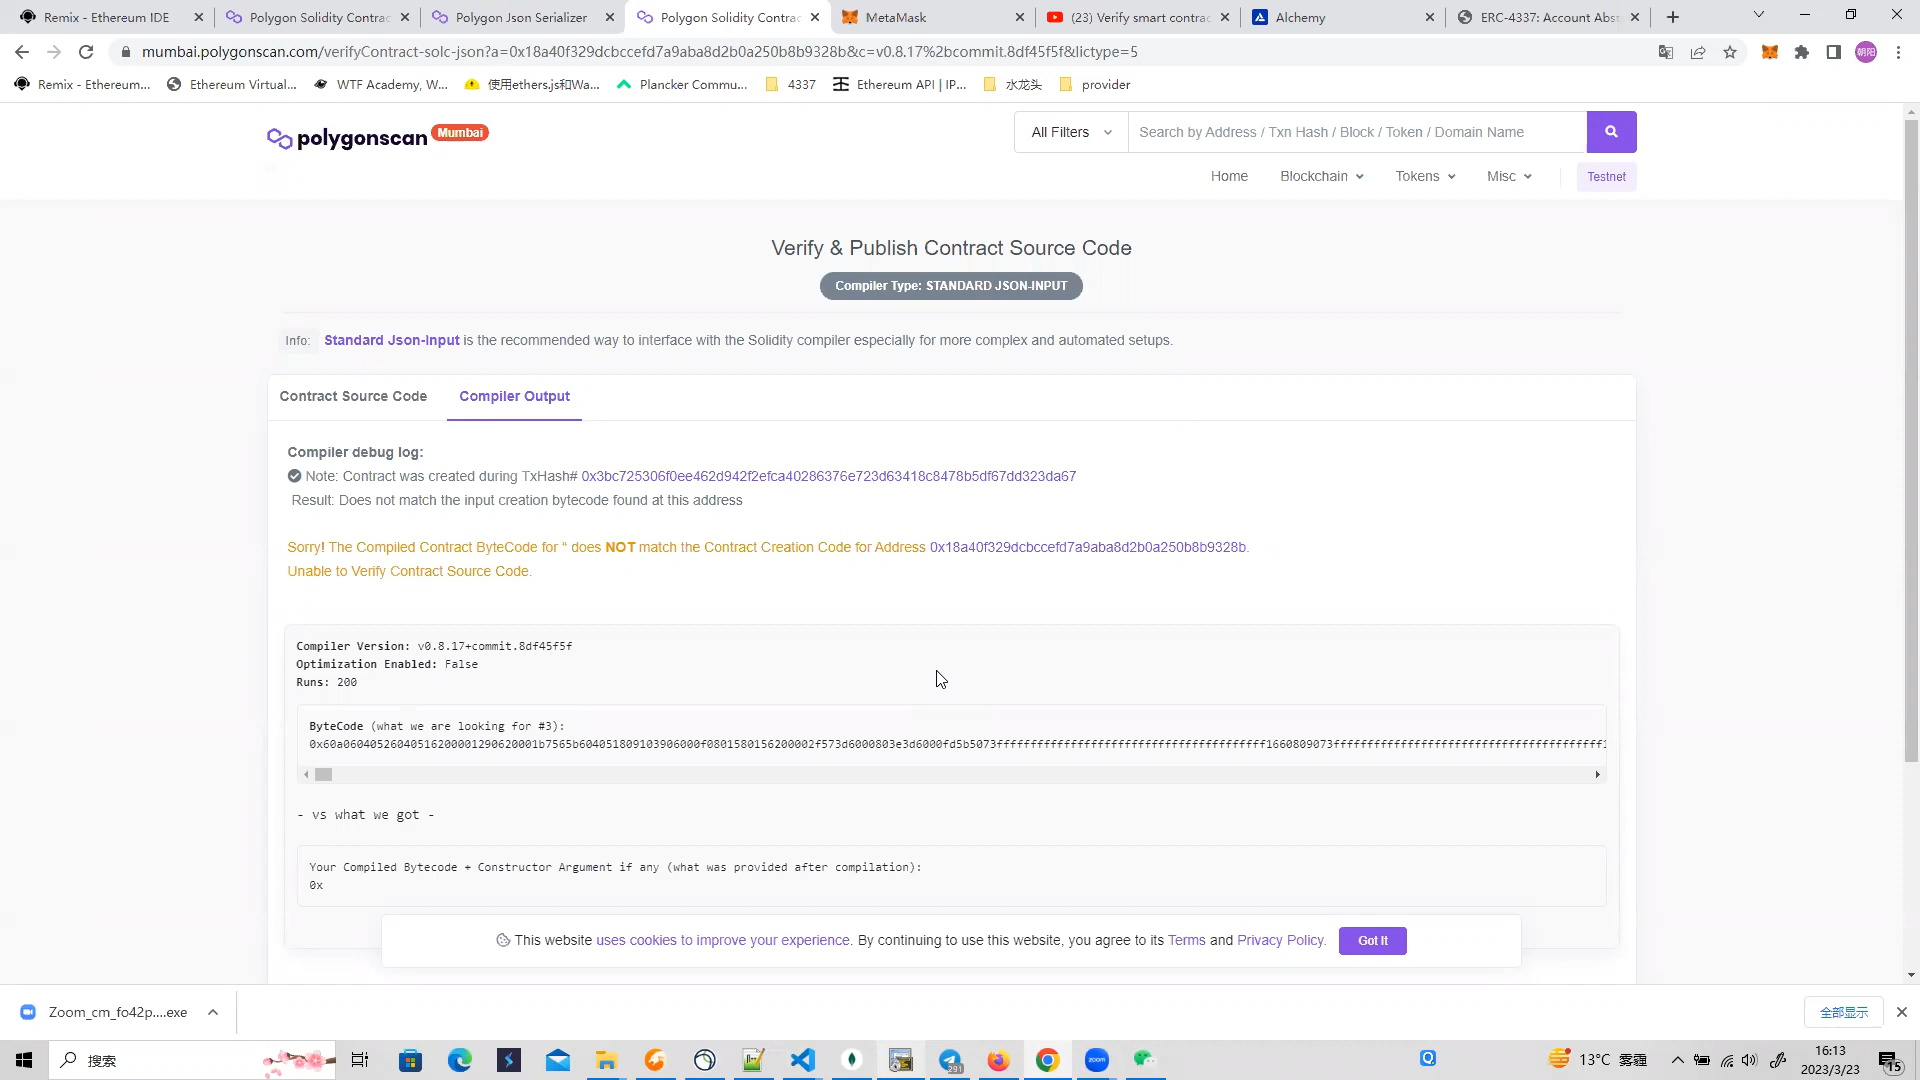 Remix - Ethereum IDE
Polygon Solidity Contrac
Polygon Json Serializer
Polygon Solidity Contrac
MetaMask
(23) Verify smart contrac
Alchemy
ERC-4337: Account Abst
mumbai.polygonscan.com/verifyContract-solc-json?a=0x18a40f329dcbccefd7a9aba8d2b0a250b8b9328b&c=v0.8.17%2bcommit.8df45f5f&lictype=5
朝阳
Remix - Ethereum...
Ethereum Virtual...
WTF Academy, W...
使用ethers.js和Wa...
Plancker Commu...
4337
Ethereum API | IP...
水龙头
provider
polygonscan Mumbai
All Filters
Search by Address / Txn Hash / Block / Token / Domain Name
Home
Blockchain
Tokens
Misc
Testnet
Verify & Publish Contract Source Code
Compiler Type: STANDARD JSON-INPUT
Info: Standard Json-Input is the recommended way to interface with the Solidity compiler especially for more complex and automated setups.
Contract Source Code
Compiler Output
Compiler debug log:
Note: Contract was created during TxHash# 0x3bc725306f0ee462d942f2efca40286376e723d63418c8478b5df67dd323da67
Result: Does not match the input creation bytecode found at this address
Sorry! The Compiled Contract ByteCode for '' does NOT match the Contract Creation Code for Address 0x18a40f329dcbccefd7a9aba8d2b0a250b8b9328b.
Unable to Verify Contract Source Code.
Compiler Version: v0.8.17+commit.8df45f5f
Optimization Enabled: False
Runs: 200
ByteCode (what we are looking for #3):
- vs what we got -
Your Compiled Bytecode + Constructor Argument if any (what was provided after compilation):
0x
This website uses cookies to improve your experience. By continuing to use this website, you agree to its Terms and Privacy Policy.
Got It
Zoom_cm_fo42p....exe
全部显示
搜索
291
zoom
13°C 雾霾
16:13
2023/3/23
15